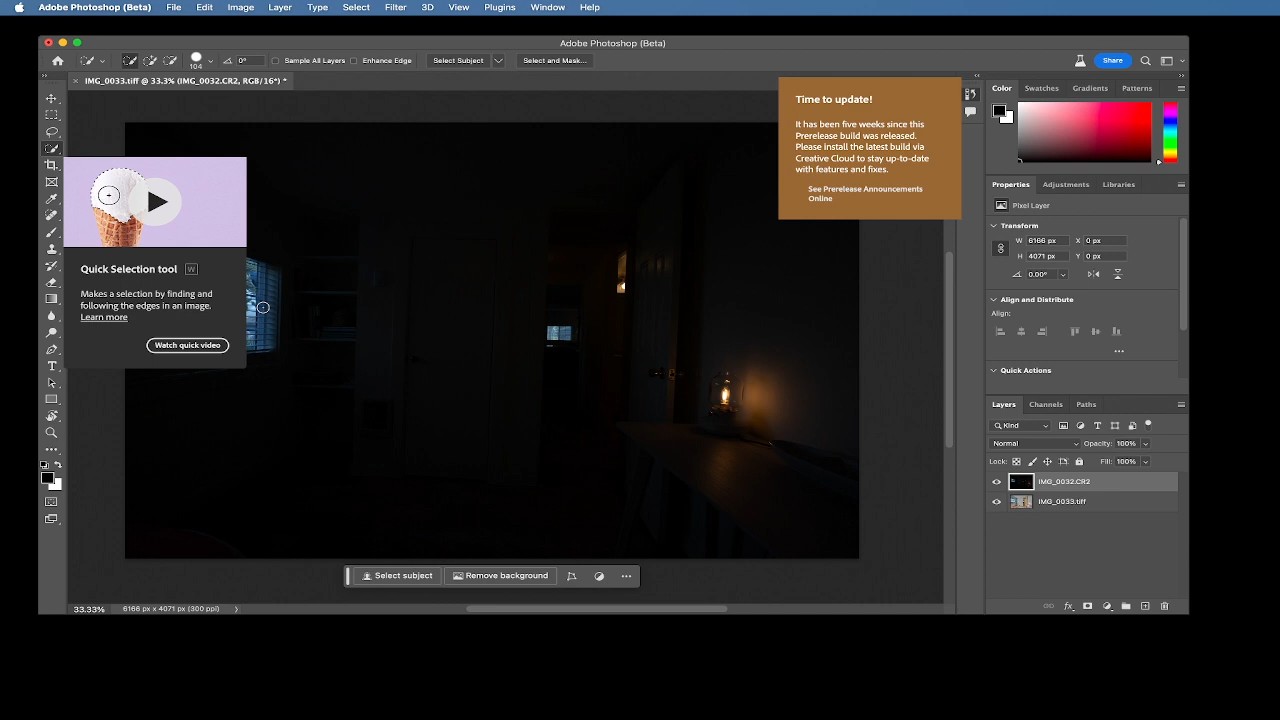 Adobe Photoshop (Beta) File Edit Image Layer Type Select Filter 3D View Plugins Window Help
Adobe Photoshop (Beta)
104
0°
Sample All Layers
Enhance Edge
Select Subject
Select and Mask...
Share
× IMG_0033.tiff @ 33.3% (IMG_0032.CR2, RGB/16*) *
Time to update!
It has been five weeks since this
Prerelease build was released.
Please install the latest build via
Creative Cloud to stay up-to-date
with features and fixes.
See Prerelease Announcements
Online
Quick Selection tool W
Makes a selection by finding and
following the edges in an image.
Learn more
Watch quick video
Color Swatches Gradients Patterns
Properties Adjustments Libraries
Pixel Layer
Transform
W 6166 px X 0 px
H 4071 px Y 0 px
0.00°
Align and Distribute
Align:
Quick Actions
Layers Channels Paths
Kind
Normal Opacity: 100%
Lock: Fill: 100%
IMG_0032.CR2
IMG_0033.tiff
Select subject
Remove background
33.33% 6166 px x 4071 px (300 ppi)